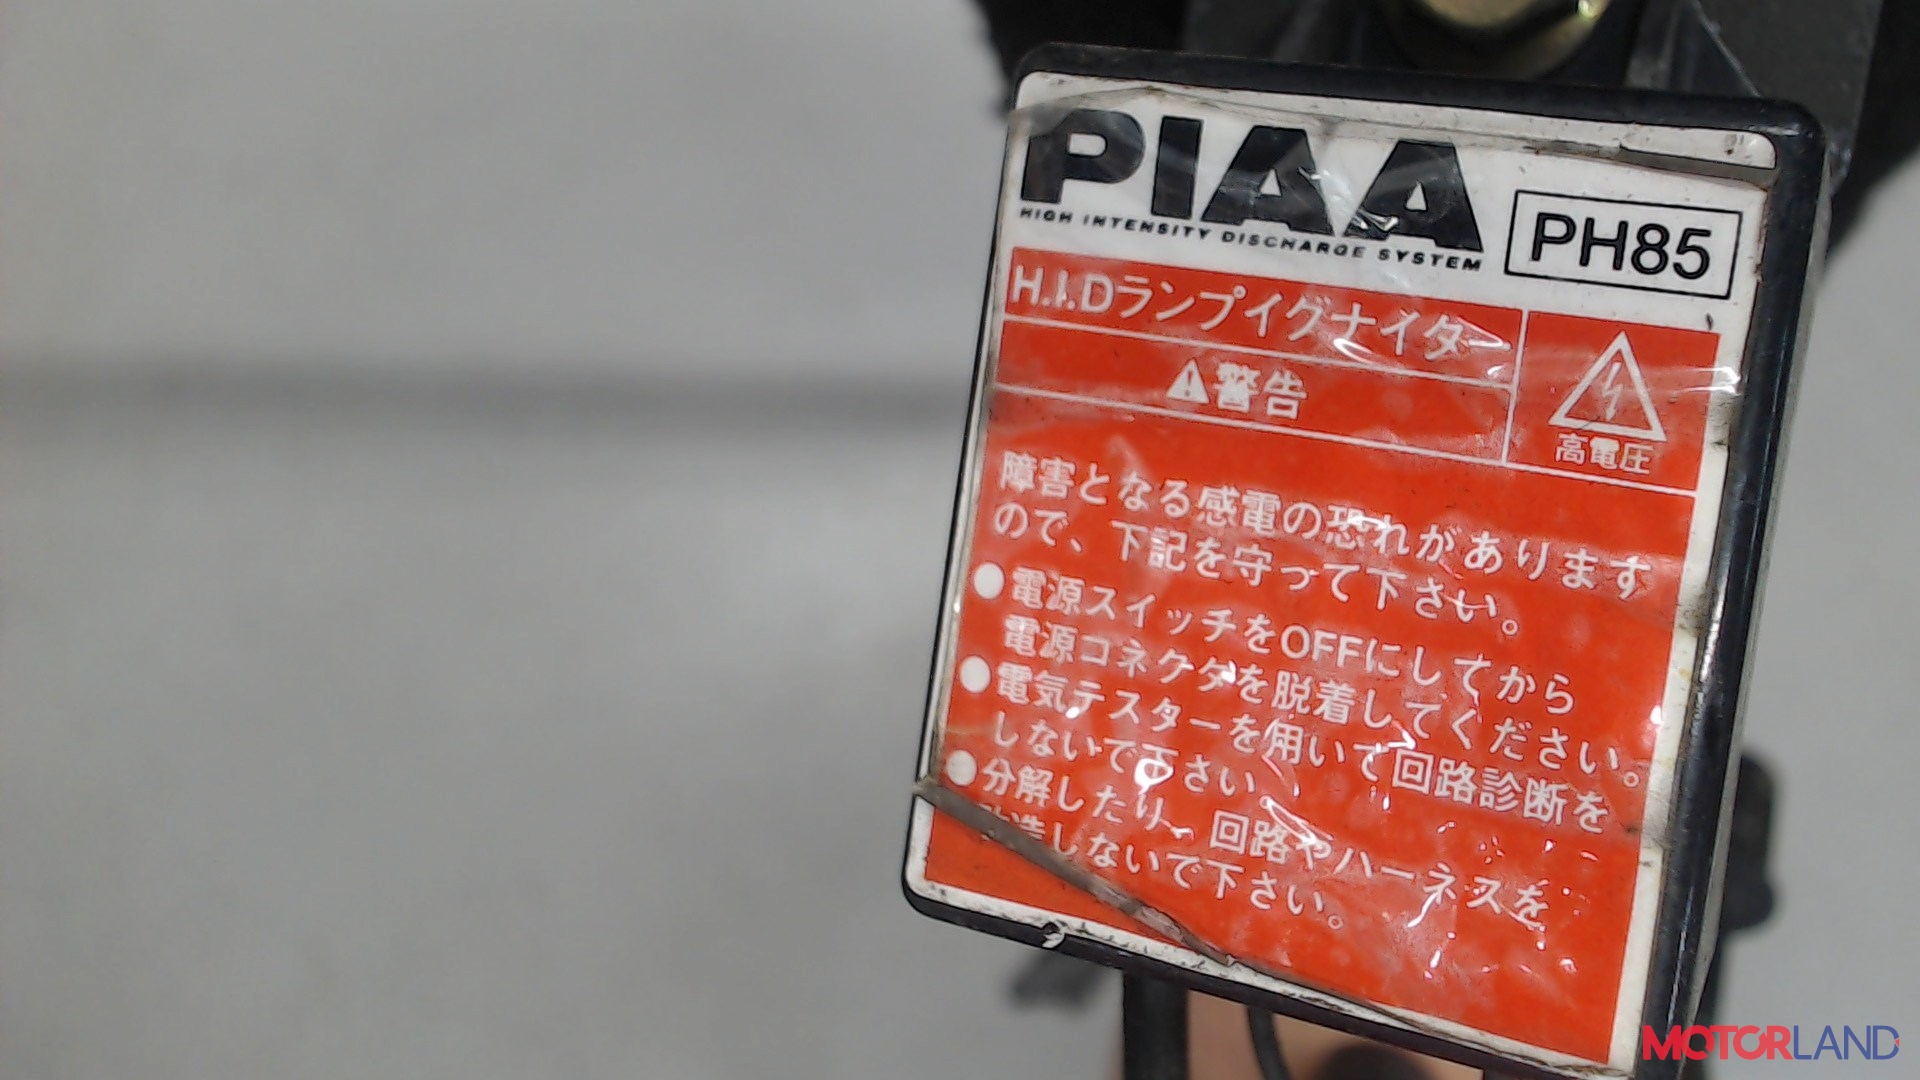 PIAA
HIGH INTENSITY DISCHARGE SYSTEM
PH85
H.I.Dランプイグナイター
警告
高電圧
障害となる感電の恐れがあります
ので、下記を守って下さい。
●電源スイッチをOFFにしてから
電源コネクタを脱着してください。
●電気テスターを用いて回路診断を
しないで下さい。
●分解したり、回路やハーネスを
造しないで下さい。
MOTORLAND